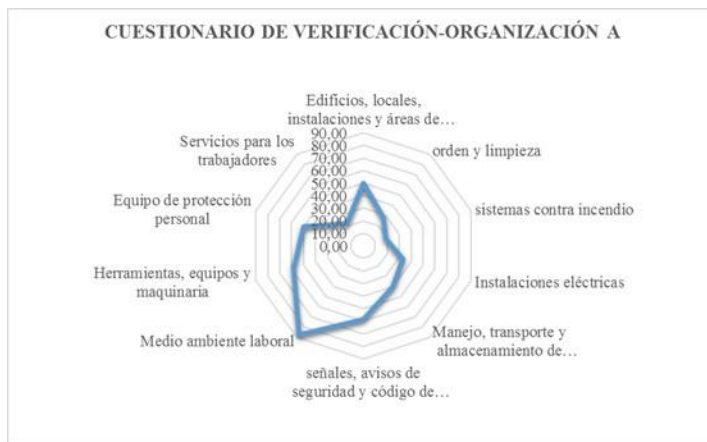 CUESTIONARIO DE VERIFICACIÓN-ORGANIZACIÓN A
Edificios, locales,
instalaciones y áreas de...
90,00
80,00
70,00
60,00
50,00
40,00
30,00
20,00
10,00
0,00
orden y limpieza
sistemas contra incendio
Instalaciones eléctricas
Manejo, transporte y
almacenamiento de...
señales, avisos de
seguridad y código de...
Medio ambiente laboral
Herramientas, equipos y
maquinaria
Equipo de protección
personal
Servicios para los
trabajadores